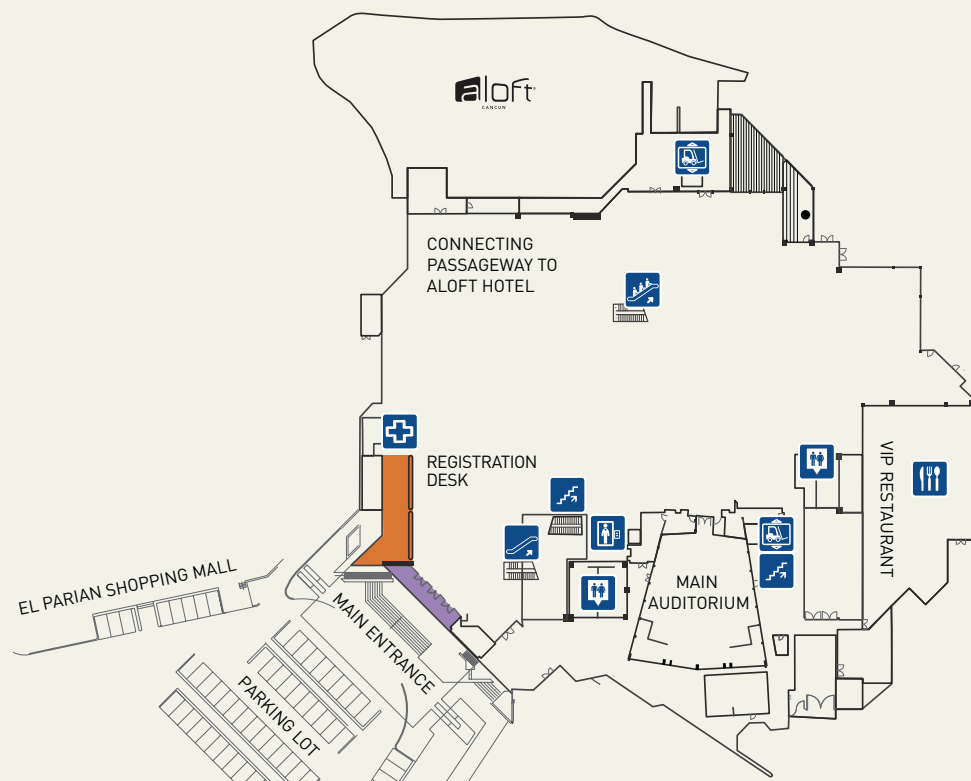 aloft
CANCUN
CONNECTING
PASSAGEWAY TO
ALOFT HOTEL
REGISTRATION
DESK
VIP RESTAURANT
MAIN
AUDITORIUM
EL PARIAN SHOPPING MALL
MAIN ENTRANCE
PARKING LOT